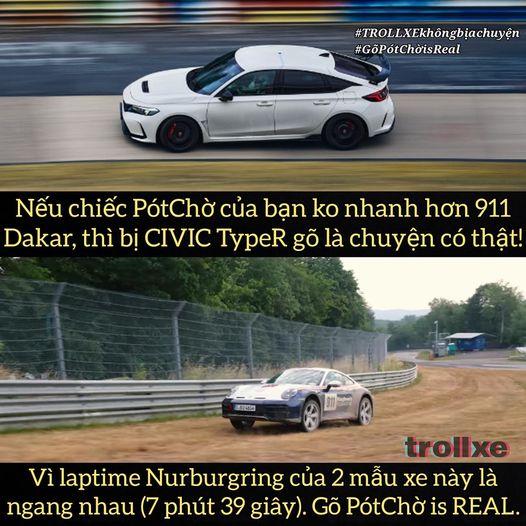 #TROLLXEkhôngbịachuyện
#GõPótChờisReal
Nếu chiếc PótChờ của bạn ko nhanh hơn 911
Dakar, thì bị CIVIC TypeR gõ là chuyện có thật!
911
trollxe
Vì laptime Nurburgring của 2 mẫu xe này là
ngang nhau (7 phút 39 giây). Gõ PótChờ is REAL.